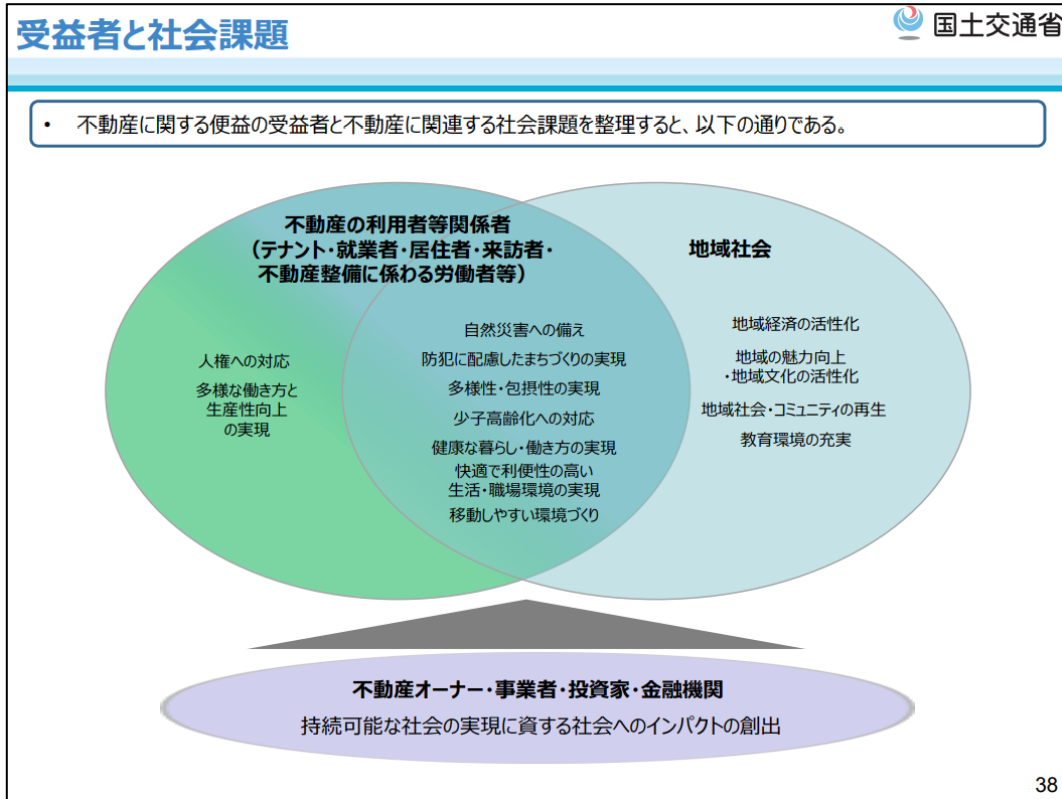 受益者と社会課題
国土交通省
• 不動産に関する便益の受益者と不動産に関連する社会課題を整理すると、以下の通りである。
不動産の利用者等関係者
（テナント・就業者・居住者・来訪者・
不動産整備に係わる労働者等）
地域社会
人権への対応
多様な働き方と
生産性向上
の実現
自然災害への備え
防犯に配慮したまちづくりの実現
多様性・包摂性の実現
少子高齢化への対応
健康な暮らし・働き方の実現
快適で利便性の高い
生活・職場環境の実現
移動しやすい環境づくり
地域経済の活性化
地域の魅力向上
・地域文化の活性化
地域社会・コミュニティの再生
教育環境の充実
不動産オーナー・事業者・投資家・金融機関
持続可能な社会の実現に資する社会へのインパクトの創出
38